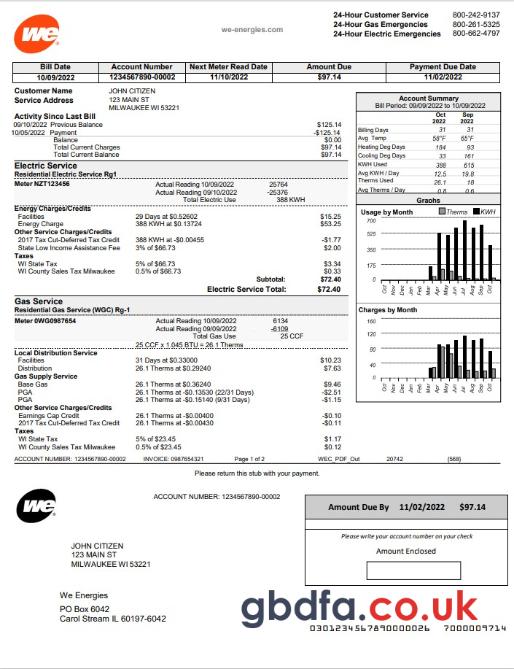 we
we-energies.com
24-Hour Customer Service 800-242-9137
24-Hour Gas Emergencies 800-261-5325
24-Hour Electric Emergencies 800-662-4797
Bill Date Account Number Next Meter Read Date Amount Due Payment Due Date
10/09/2022 1234567890-00002 11/10/2022 $97.14 11/02/2022
Customer Name JOHN CITIZEN
Service Address 123 MAIN ST
MILWAUKEE WI 53221
Activity Since Last Bill
09/10/2022 Previous Balance $125.14
10/05/2022 Payment -$125.14
Balance $0.00
Total Current Charges $97.14
Total Current Balance $97.14
Account Summary
Bill Period: 09/09/2022 to 10/09/2022
Oct 2022 Sep 2022
Billing Days 31 31
Avg Temp 58°F 65°F
Heating Deg Days 184 93
Cooling Deg Days 33 161
KWH Used 388 615
Avg KWH / Day 12.5 19.8
Therms Used 26.1 18
Avg Therms / Day 0.8 0.6
Electric Service
Residential Electric Service Rg1
Meter NZT123456 Actual Reading 10/09/2022 25764
Actual Reading 09/09/2022 -25376
Total Electric Use 388 KWH
Energy Charges/Credits
Facilities 29 Days at $0.52602 $15.25
Energy Charge 388 KWH at $0.13724 $53.25
Other Service Charges/Credits
2017 Tax Cut-Deferred Tax Credit 388 KWH at -$0.00455 -$1.77
State Low Income Assistance Fee 3% of $66.73 $2.00
Taxes
WI State Tax 5% of $66.73 $3.34
WI County Sales Tax Milwaukee 0.5% of $66.73 $0.33
Subtotal: $72.40
Electric Service Total: $72.40
Graohs
Usage by Month Therms KWH
700
525
350
175
0
Oct Nov Dec Jan Feb Mar Apr May Jun Jul Aug Sep Oct
Charges by Month
160
120
80
40
0
Oct Nov Dec Jan Feb Mar Apr May Jun Jul Aug Sep Oct
Gas Service
Residential Gas Service (WGC) Rg-1
Meter 0WG0987654 Actual Reading 10/09/2022 6134
Actual Reading 09/09/2022 -6109
Total Gas Use 25 CCF
25 CCF x 1.045 BTU = 26.1 Therms
Local Distribution Service
Facilities 31 Days at $0.33000 $10.23
Distribution 26.1 Therms at $0.29240 $7.63
Gas Supply Service
Base Gas 26.1 Therms at $0.36240 $9.46
PGA 26.1 Therms at -$0.13530 (22/31 Days) -$2.51
PGA 26.1 Therms at -$0.15140 (9/31 Days) -$1.15
Other Service Charges/Credits
Earnings Cap Credit 26.1 Therms at -$0.00400 -$0.10
2017 Tax Cut-Deferred Tax Credit 26.1 Therms at -$0.00430 -$0.11
Taxes
WI State Tax 5% of $23.45 $1.17
WI County Sales Tax Milwaukee 0.5% of $23.45 $0.12
ACCOUNT NUMBER: 1234567890-00002 INVOICE: 0987654321 Page 1 of 2 WEC_PDF_Out 20742 (568)
Please return this stub with your payment.
we
ACCOUNT NUMBER: 1234567890-00002
Amount Due By 11/02/2022 $97.14
Please write your account number on your check
Amount Enclosed
JOHN CITIZEN
123 MAIN ST
MILWAUKEE WI 53221
We Energies
PO Box 6042
Carol Stream IL 60197-6042
gbdfa.co.uk
0301234567890000026 7000009714